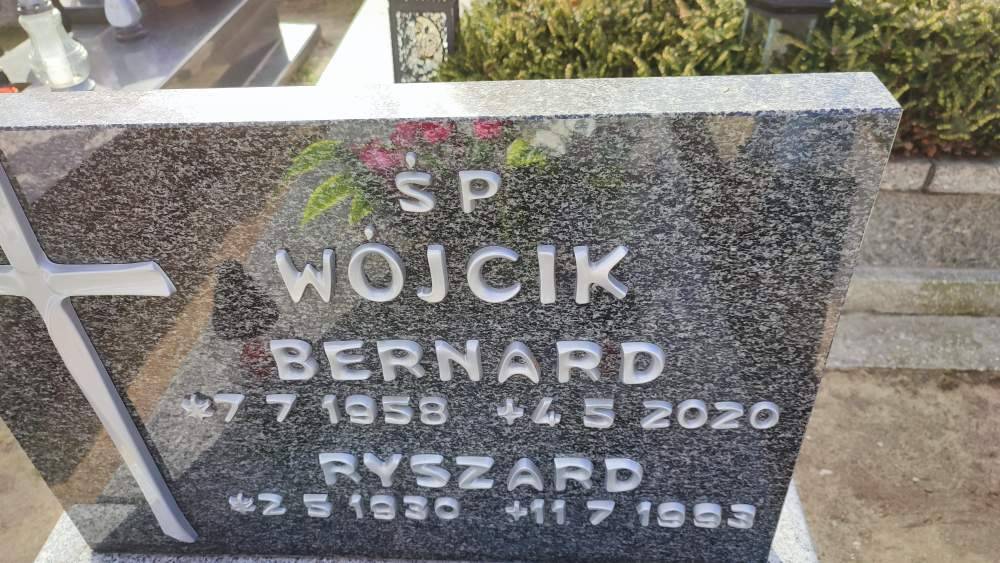 ŚP
WÓJCIK
BERNARD
*7 7 1958 +4 5 2020
RYSZARD
*2 5 1930 +11 7 1993